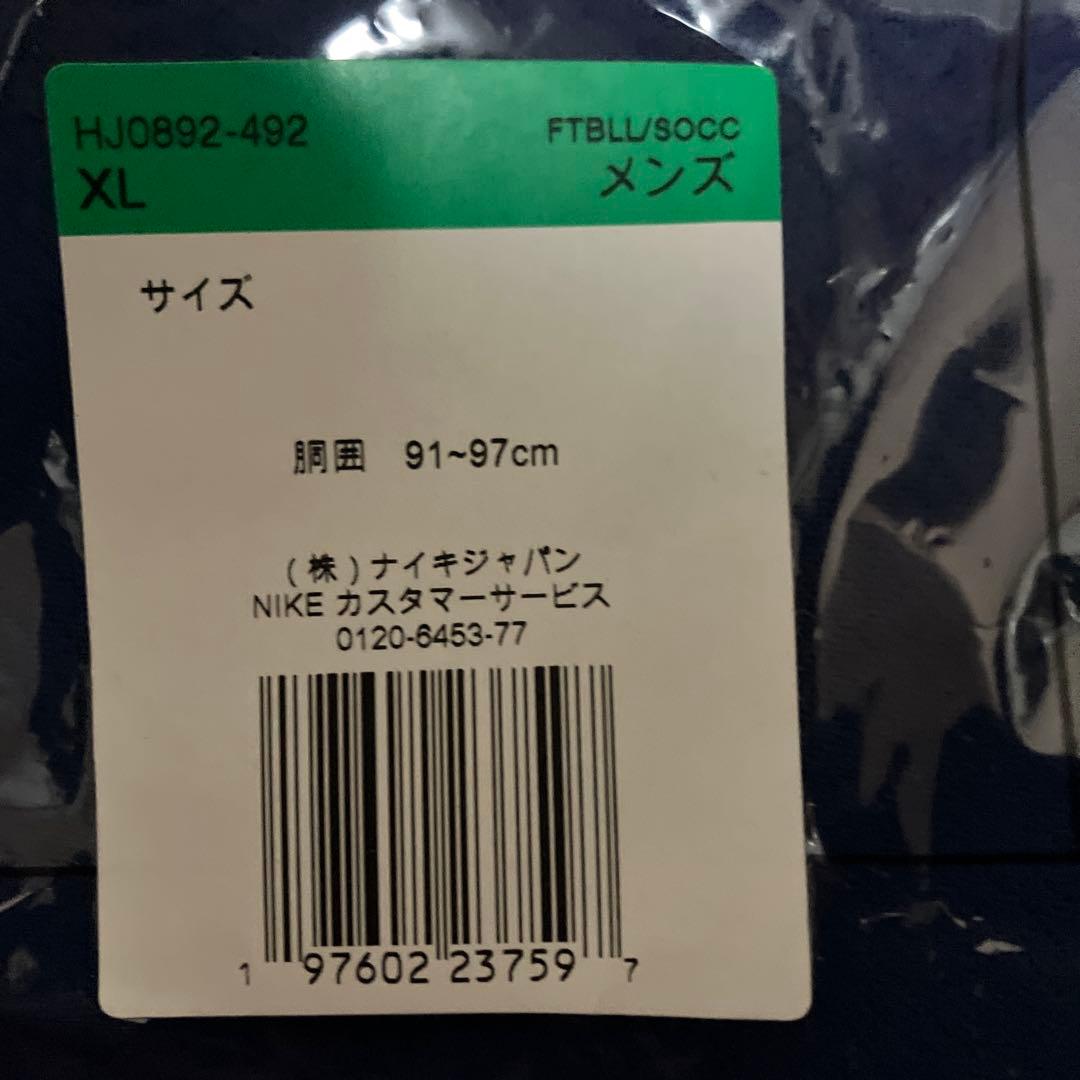 HJ0892-492 FTBLL/SOCC
XL メンズ
サイズ
胴囲 91~97cm
(株)ナイキジャパン
NIKE カスタマーサービス
0120-6453-77
1 97602 23759 7